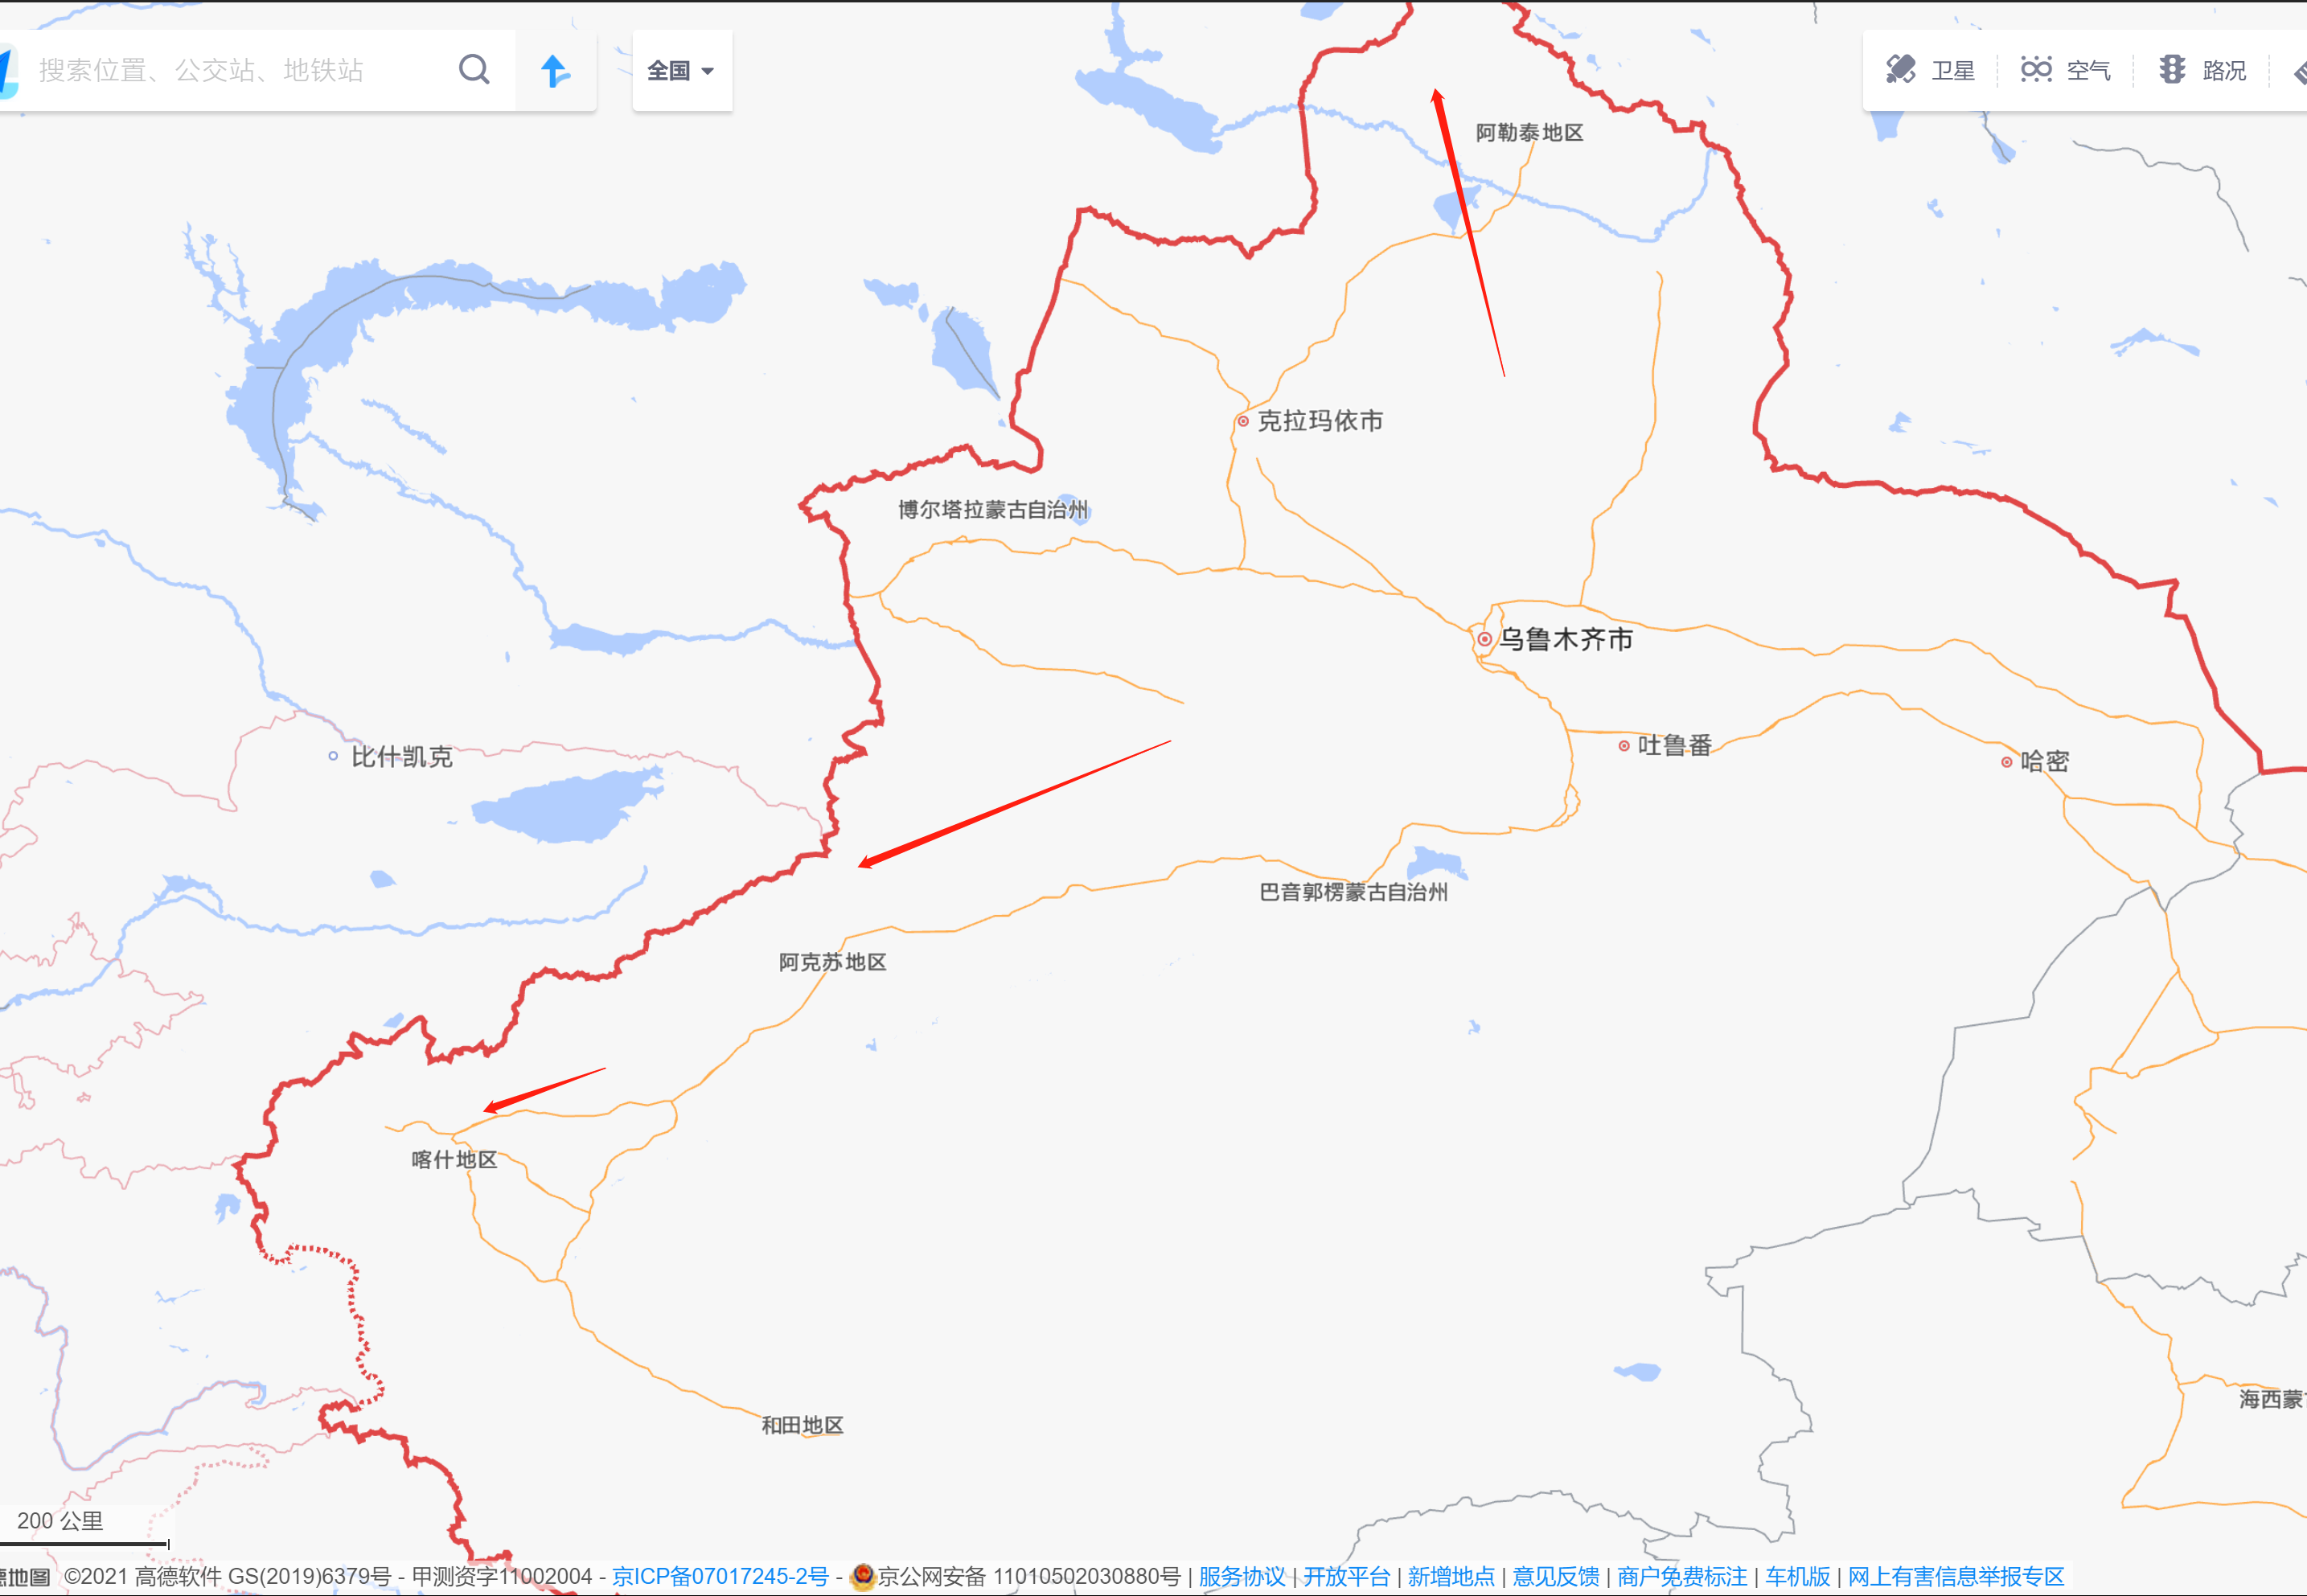 搜索位置、公交站、地铁站
全国
卫星
空气
路况
阿勒泰地区
克拉玛依市
博尔塔拉蒙古自治州
乌鲁木齐市
吐鲁番
哈密
比什凯克
巴音郭楞蒙古自治州
阿克苏地区
喀什地区
海西蒙
和田地区
200 公里
德地图 ©2021 高德软件 GS(2019)6379号 - 甲测资字11002004 - 京ICP备07017245-2号 - 京公网安备 11010502030880号 | 服务协议 | 开放平台 | 新增地点 | 意见反馈 | 商户免费标注 | 车机版 | 网上有害信息举报专区